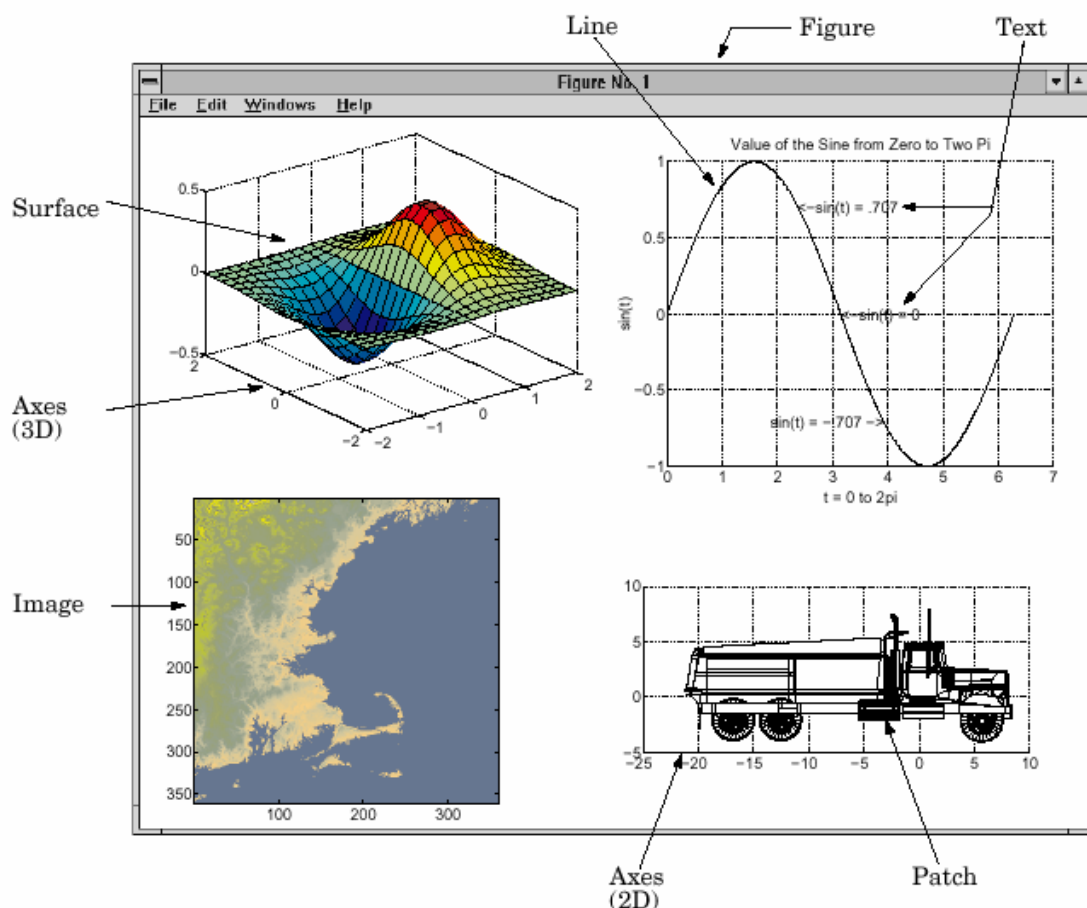 Line
Figure
Text
Figure No. 1
File Edit Windows Help
Surface
0.5
0
−0.5
2
0
−2
−2
−1
0
1
2
Axes
(3D)
Value of the Sine from Zero to Two Pi
1
0.5
0
−0.5
−1
sin(t)
<−sin(t) = .707
<−sin(t) = 0
sin(t) = −.707 −>
0 1 2 3 4 5 6 7
t = 0 to 2pi
Image
50
100
150
200
250
300
350
100 200 300
10
5
0
−5
−25 −20 −15 −10 −5 0 5 10
Axes
(2D)
Patch